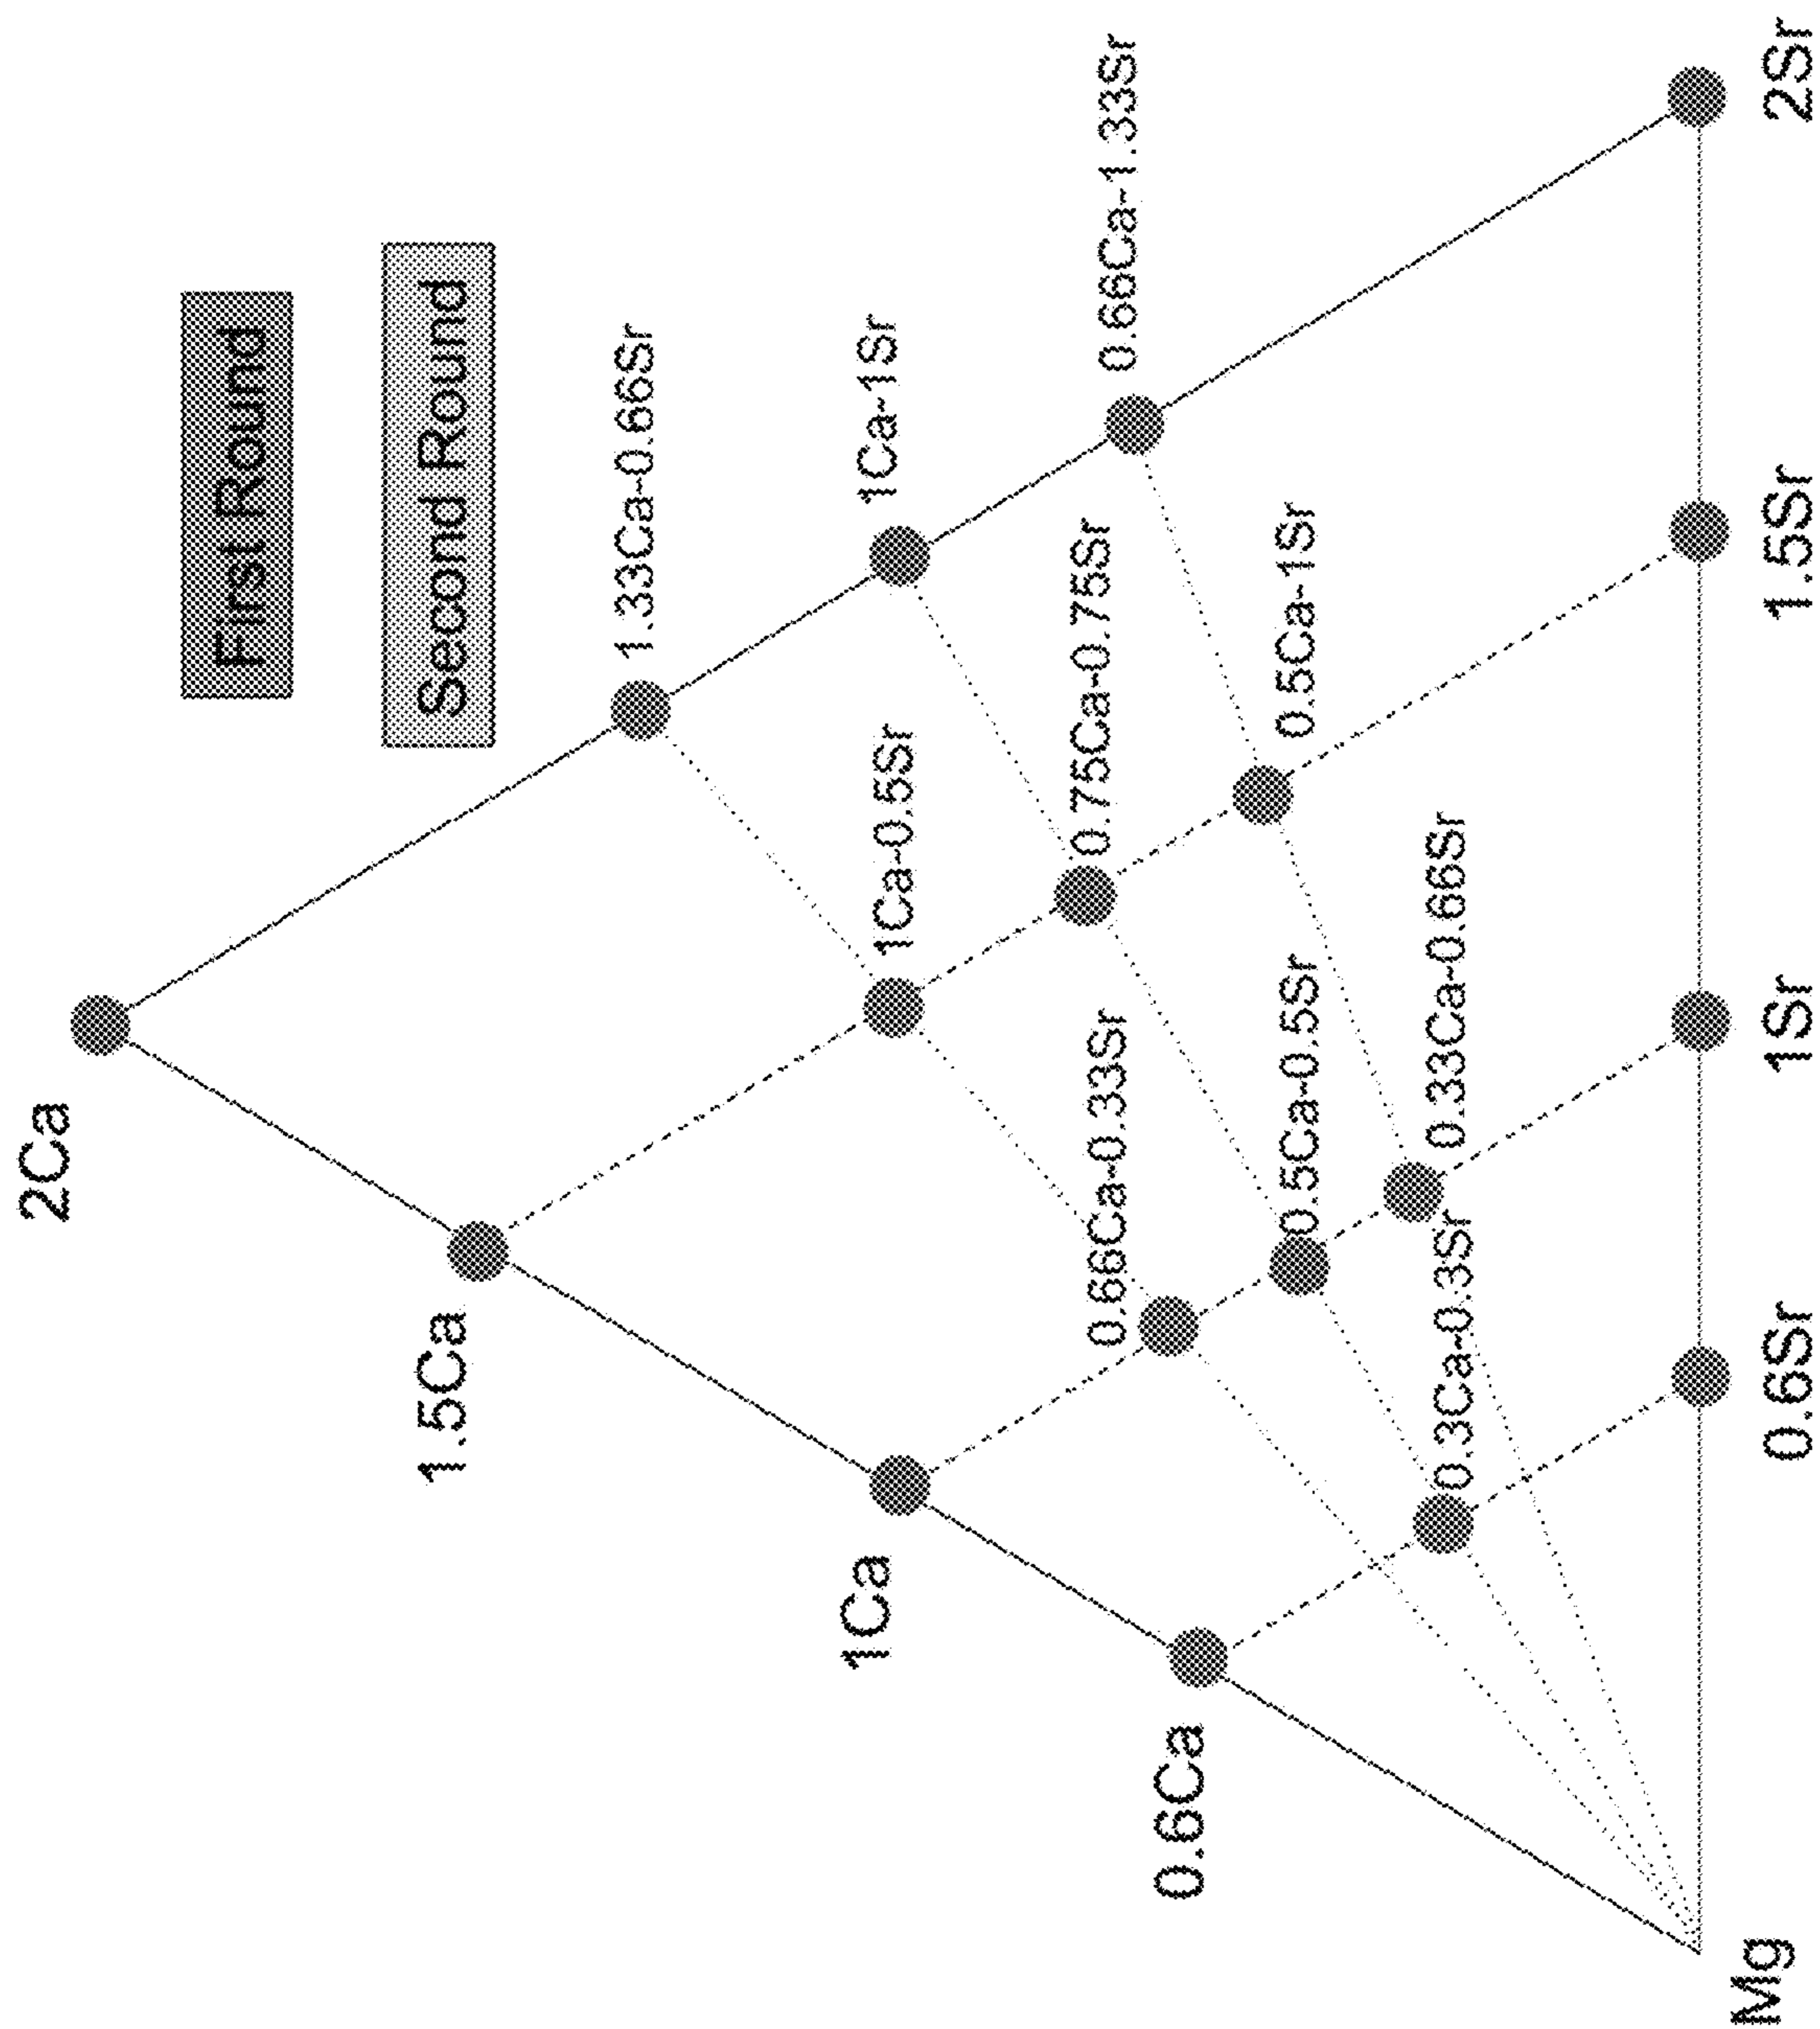 First Round
Second Round
2Ca
1.5Ca
1.33Ca-0.66Sr
1Ca
1Ca-0.5Sr
1Ca-1Sr
0.66Ca-0.33Sr
0.75Ca-0.75Sr
0.66Ca-1.33Sr
0.6Ca
0.5Ca-0.5Sr
0.5Ca-1Sr
0.3Ca-0.3Sr
0.33Ca-0.66Sr
Mg
0.6Sr
1Sr
1.5Sr
2Sr